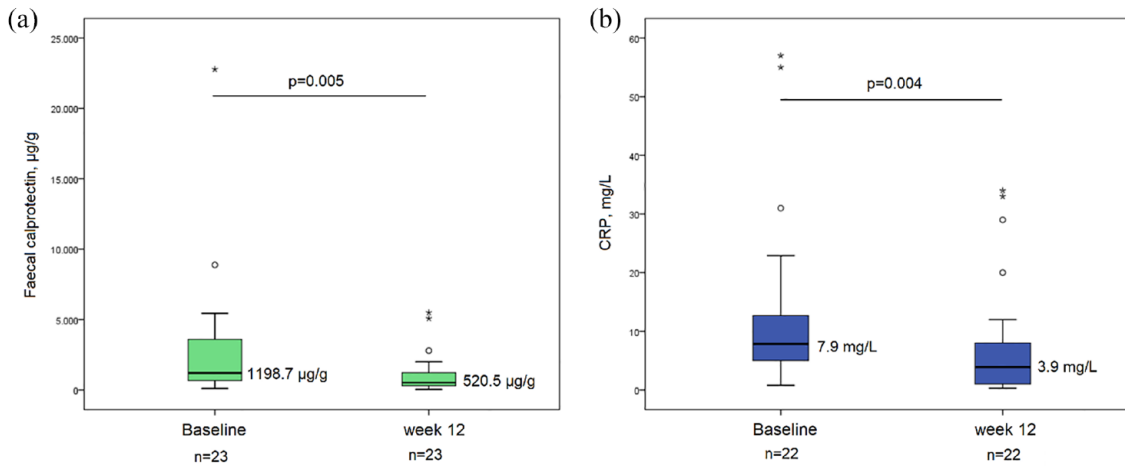 (a)
25.000
20.000
15.000
10.000
5.000
0
Faecal calprotectin, µg/g
*
p=0.005
1198.7 µg/g
*
*
520.5 µg/g
Baseline
week 12
n=23
n=23
(b)
60
50
40
30
20
10
0
CRP, mg/L
*
*
p=0.004
7.9 mg/L
*
*
3.9 mg/L
Baseline
week 12
n=22
n=22